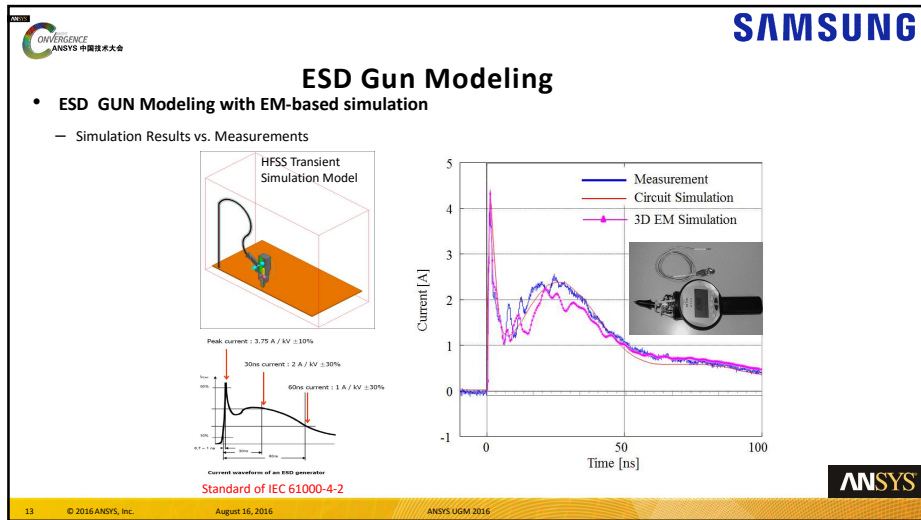 ANSYS
CONVERGENCE
ANSYS 中国技术大会
SAMSUNG
ESD Gun Modeling
• ESD GUN Modeling with EM-based simulation
– Simulation Results vs. Measurements
HFSS Transient
Simulation Model
Peak current : 3.75 A / kV ±10%
30ns current : 2 A / kV ±30%
60ns current : 1 A / kV ±30%
90%
10%
0.7 ~ 1 ns
30ns
60ns
Current waveform of an ESD generator
Standard of IEC 61000-4-2
5
4
3
2
1
0
-1
Current [A]
Measurement
Circuit Simulation
3D EM Simulation
0
50
100
Time [ns]
ANSYS
13 © 2016 ANSYS, Inc. August 16, 2016 ANSYS UGM 2016